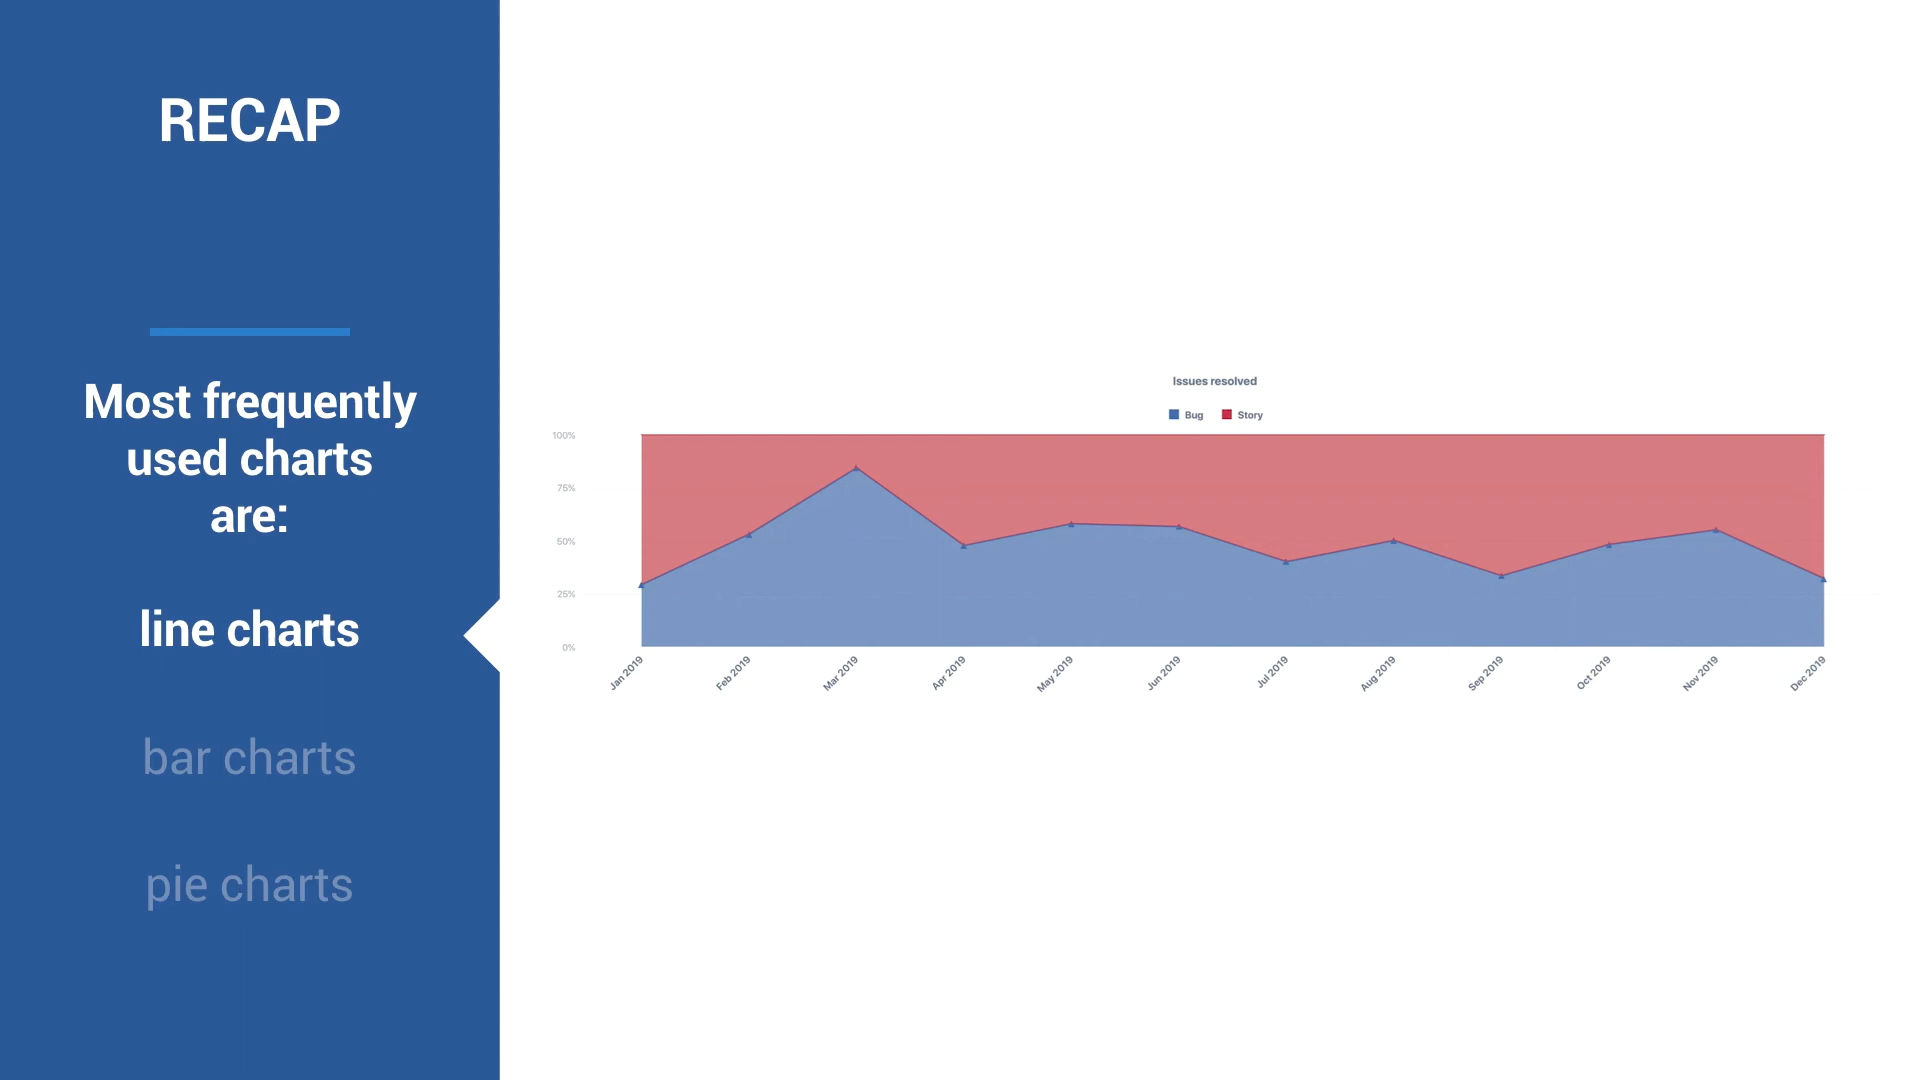 RECAP
Most frequently
used charts
are:
line charts
bar charts
pie charts
Issues resolved
Bug Story
100%
75%
50%
25%
0%
Jan 2019 Feb 2019 Mar 2019 Apr 2019 May 2019 Jun 2019 Jul 2019 Aug 2019 Sep 2019 Oct 2019 Nov 2019 Dec 2019